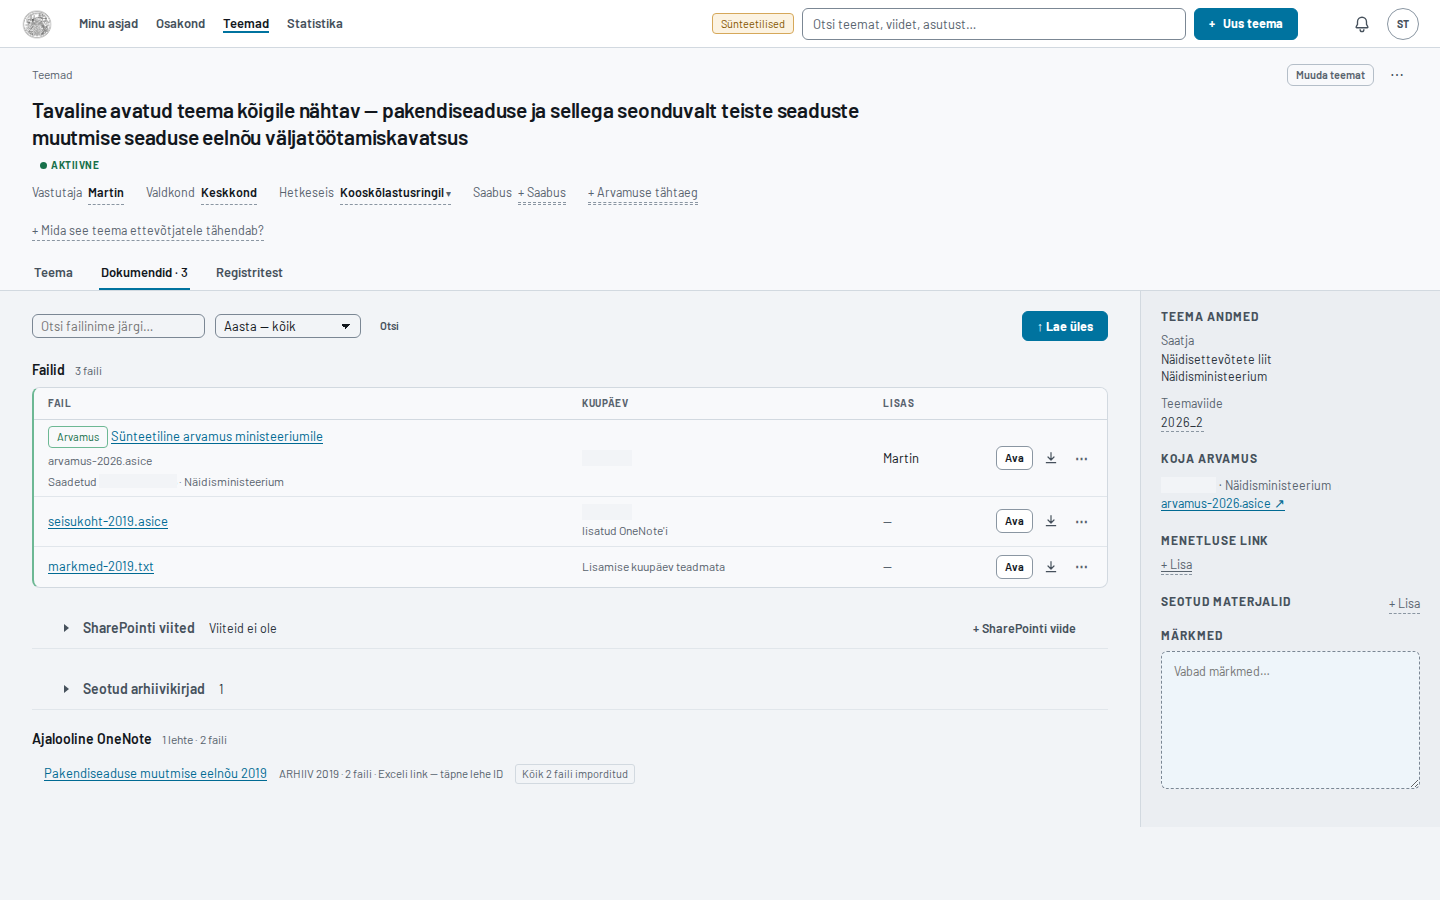 Minu asjad Osakond Teemad Statistika Sünteetilised Otsi teemat, viidet, asutust... + Uus teema ST
Teemad Muuda teemat ...
Tavaline avatud teema kõigile nähtav — pakendiseaduse ja sellega seonduvalt teiste seaduste
muutmise seaduse eelnõu väljatöötamiskavatsus
AKTIIVNE
Vastutaja Martin Valdkond Keskkond Hetkeseis Kooskõlastusringil ▾ Saabus + Saabus + Arvamuse tähtaeg
+ Mida see teema ettevõtjatele tähendab?
Teema Dokumendid · 3 Registritest
Otsi failinime järgi... Aasta — kõik Otsi ↑ Lae üles
Failid 3 faili
FAIL KUUPÄEV LISAS
Arvamus Sünteetiline arvamus ministeeriumile
arvamus-2026.asice
Saadetud · Näidisministeerium
Martin Ava ...
seisukoht-2019.asice lisatud OneNote'i — Ava ...
markmed-2019.txt Lisamise kuupäev teadmata — Ava ...
SharePointi viited Viiteid ei ole + SharePointi viide
Seotud arhiivikirjad 1
Ajalooline OneNote 1 lehte · 2 faili
Pakendiseaduse muutmise eelnõu 2019 ARHIIV 2019 · 2 faili · Exceli link — täpne lehe ID Kõik 2 faili imporditud
TEEMA ANDMED
Saatja
Näidisettevõtete liit
Näidisministeerium
Teemaviide
2026_2
KOJA ARVAMUS
· Näidisministeerium
arvamus-2026.asice ↗
MENETLUSE LINK
+ Lisa
SEOTUD MATERJALID + Lisa
MÄRKMED
Vabad märkmed...